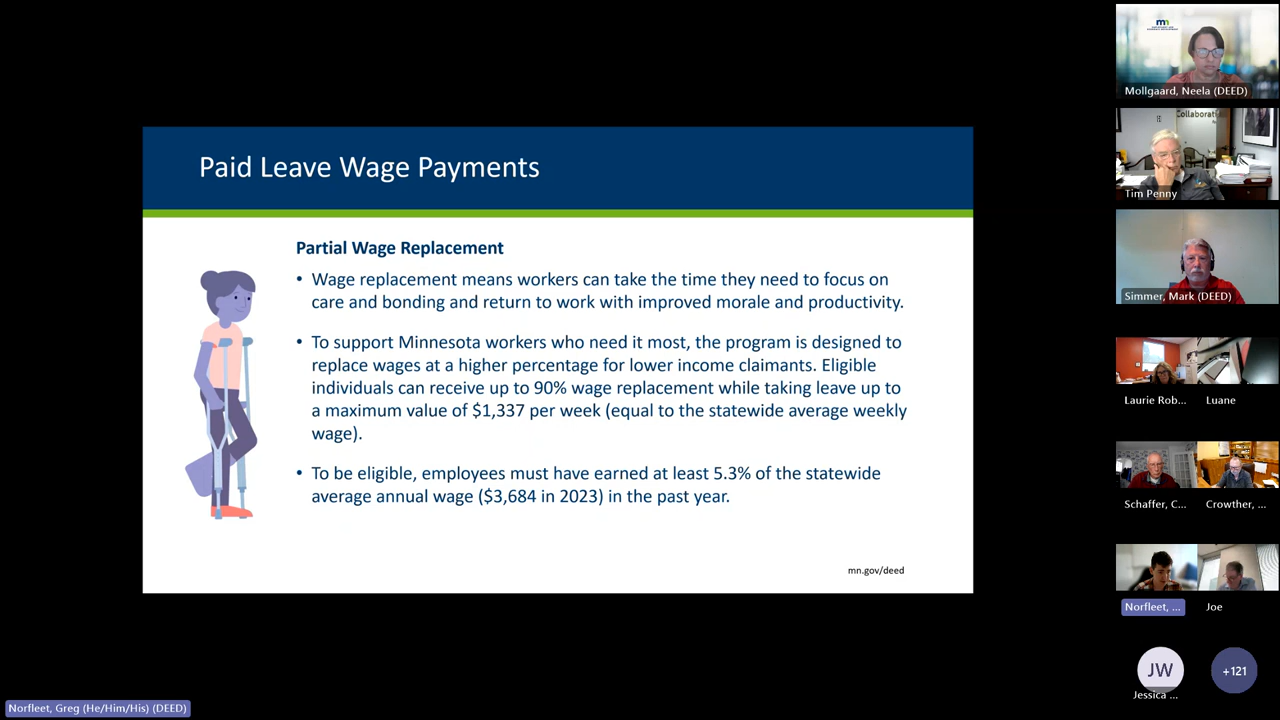 Paid Leave Wage Payments
Partial Wage Replacement
• Wage replacement means workers can take the time they need to focus on
care and bonding and return to work with improved morale and productivity.
• To support Minnesota workers who need it most, the program is designed to
replace wages at a higher percentage for lower income claimants. Eligible
individuals can receive up to 90% wage replacement while taking leave up to
a maximum value of $1,337 per week (equal to the statewide average weekly
wage).
• To be eligible, employees must have earned at least 5.3% of the statewide
average annual wage ($3,684 in 2023) in the past year.
mn.gov/deed
Norfleet, Greg (He/Him/His) (DEED)
mn
Mollgaard, Neela (DEED)
Collaborati
Tim Penny
Simmer, Mark (DEED)
Laurie Rob...
Luane
Schaffer, C...
Crowther, ...
Norfleet, ...
Joe
JW
Jessica ...
+121